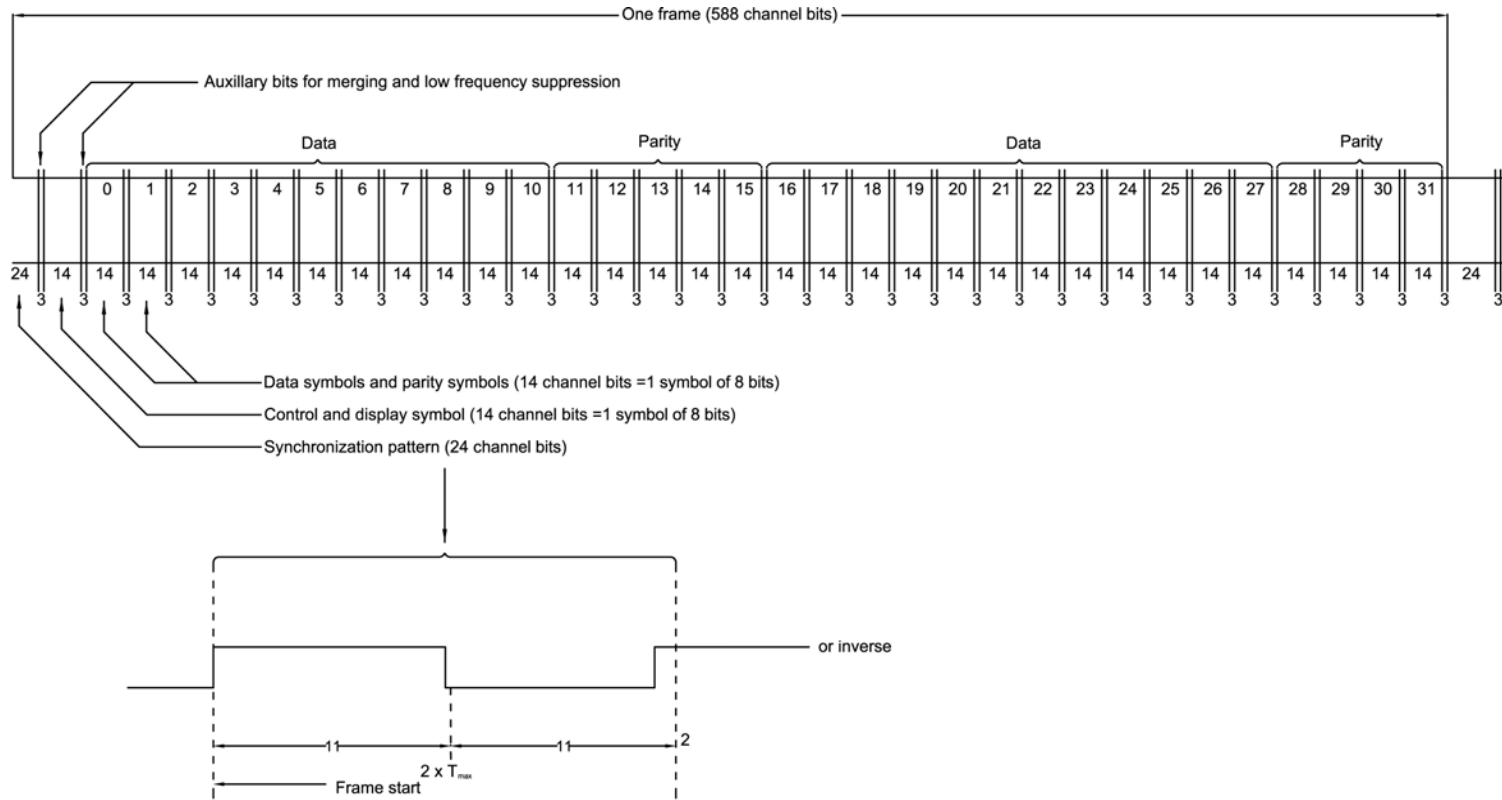 One frame (588 channel bits)
Auxillary bits for merging and low frequency suppression
Data Parity Data Parity
0 1 2 3 4 5 6 7 8 9 10 11 12 13 14 15 16 17 18 19 20 21 22 23 24 25 26 27 28 29 30 31
24 14 14 14 14 14 14 14 14 14 14 14 14 14 14 14 14 14 14 14 14 14 14 14 14 14 14 14 14 14 14 14 14 14 24
3 3 3 3 3 3 3 3 3 3 3 3 3 3 3 3 3 3 3 3 3 3 3 3 3 3 3 3 3 3 3 3 3 3 3
Data symbols and parity symbols (14 channel bits =1 symbol of 8 bits)
Control and display symbol (14 channel bits =1 symbol of 8 bits)
Synchronization pattern (24 channel bits)
or inverse
11 11 2
2 x Tmax
Frame start